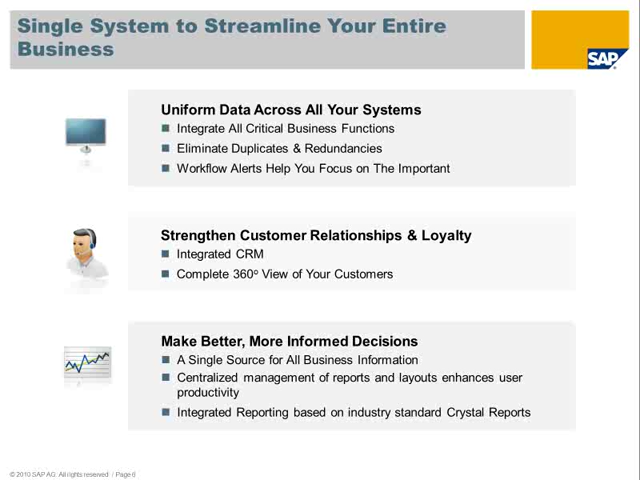 Single System to Streamline Your Entire
Business
SAP
Uniform Data Across All Your Systems
Integrate All Critical Business Functions
Eliminate Duplicates & Redundancies
Workflow Alerts Help You Focus on The Important
Strengthen Customer Relationships & Loyalty
Integrated CRM
Complete 360º View of Your Customers
Make Better, More Informed Decisions
A Single Source for All Business Information
Centralized management of reports and layouts enhances user
productivity
Integrated Reporting based on industry standard Crystal Reports
© 2010 SAP AG. All rights reserved. / Page 6